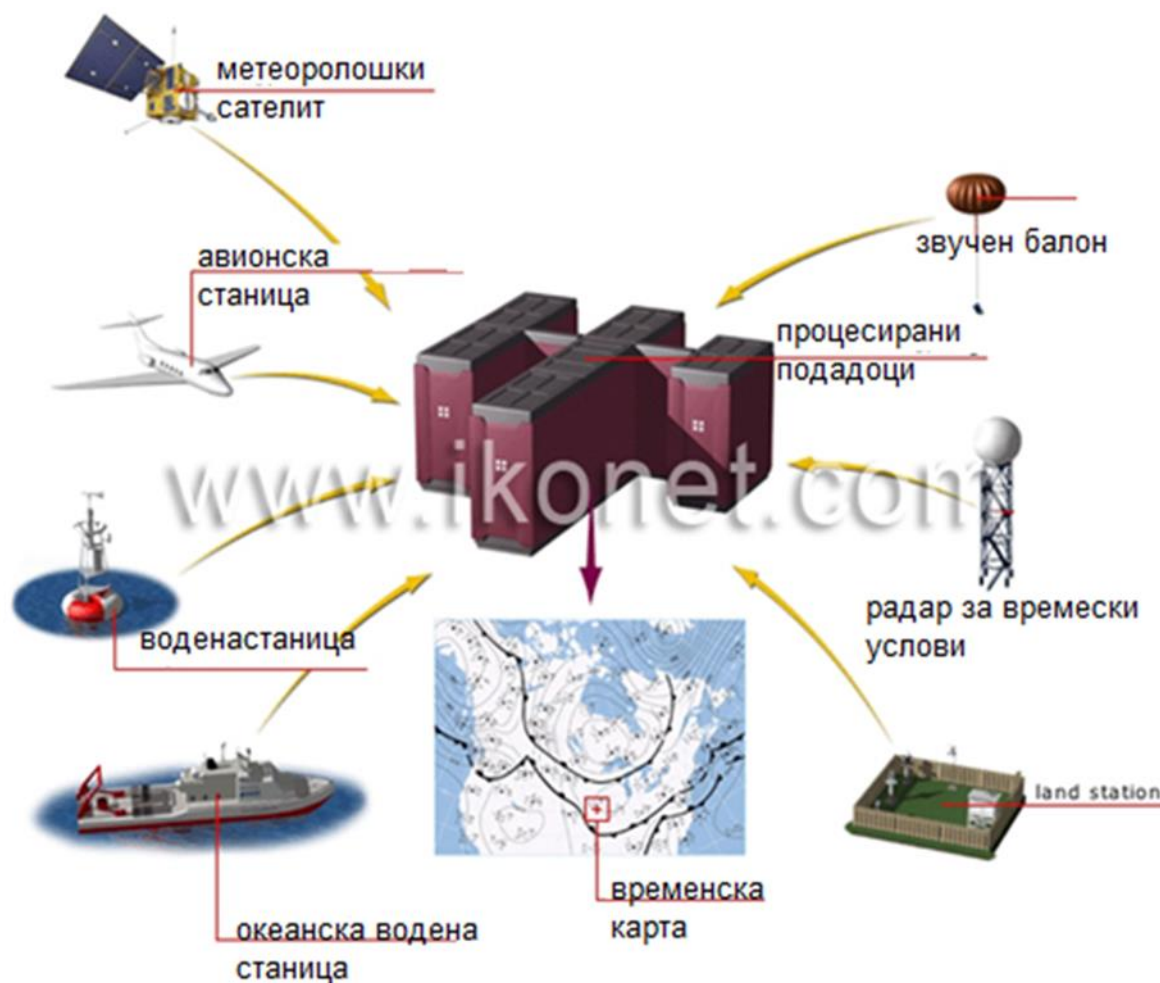 метеоролошки
сателит
звучен балон
авионска
станица
процесирани
подадоци
www.ikonet.com
воденастаница
радар за времески
услови
land station
временска
карта
океанска водена
станица